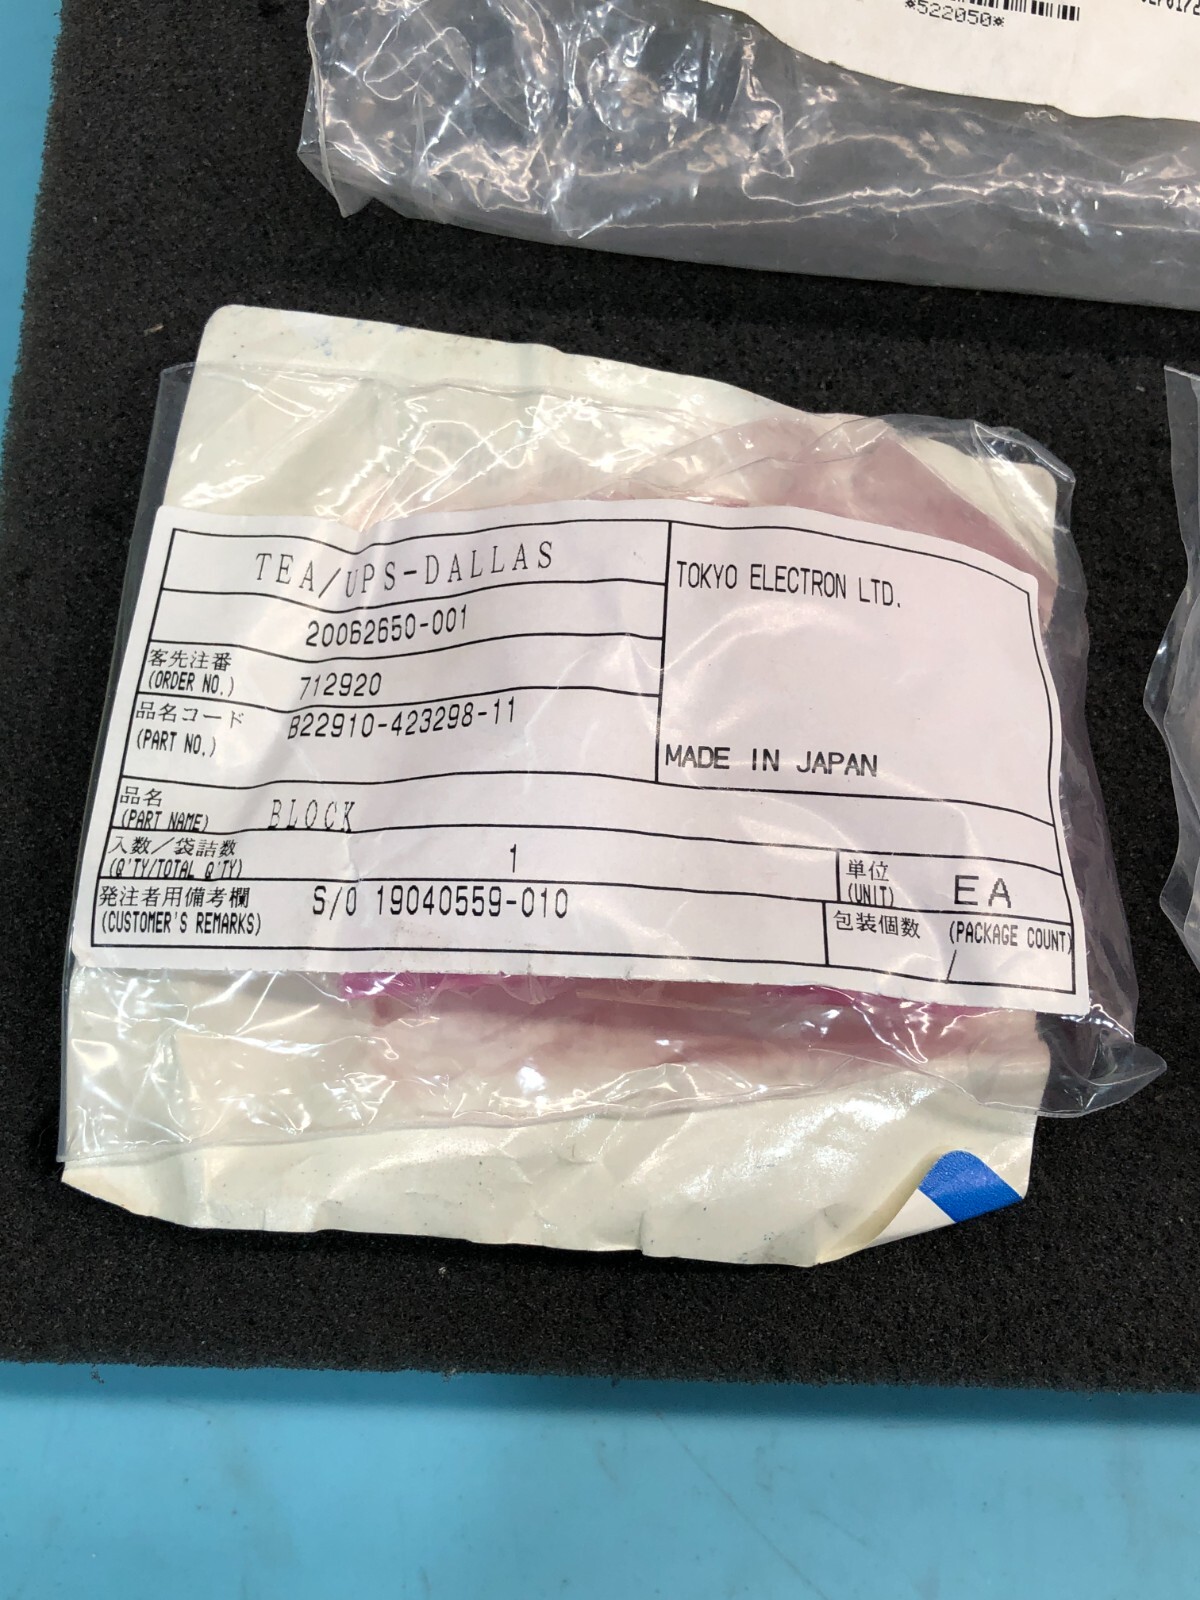 *522050*
TEA/UPS-DALLAS
20062650-001
客先注番
(ORDER NO.) 712920
品名コード
(PART NO.) B22910-423298-11
TOKYO ELECTRON LTD.
MADE IN JAPAN
品名
(PART NAME) BLOCK
入数/袋詰数
(Q'TY/TOTAL Q'TY) 1
単位
(UNIT) EA
発注者用備考欄
(CUSTOMER'S REMARKS) S/O 19040559-010
包装個数 (PACKAGE COUNT)
/